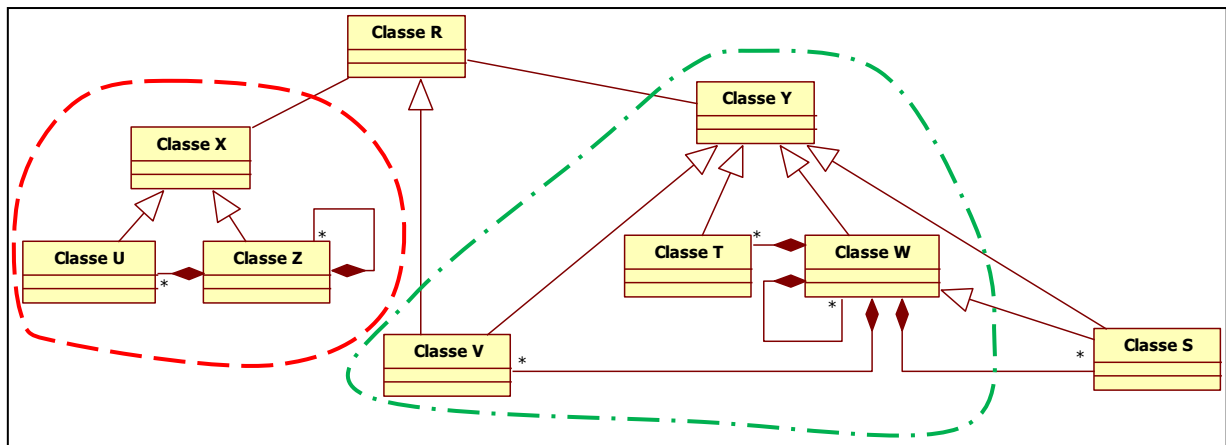 Classe R
Classe Y
Classe X
Classe U
*
Classe Z
*
Classe T
*
Classe W
*
Classe V
*
*
Classe S